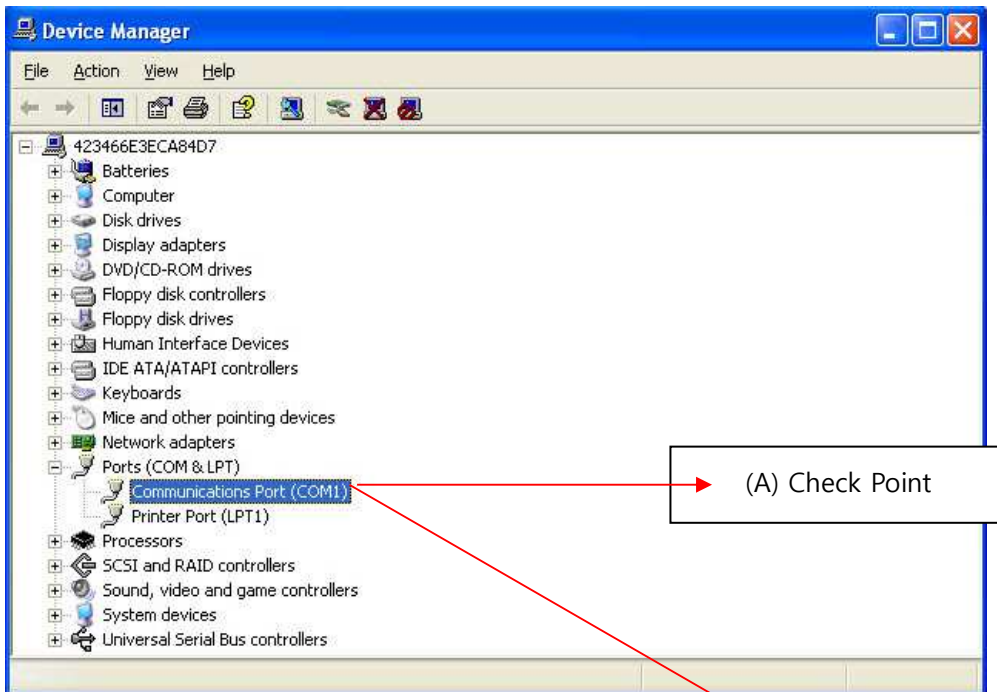 Device Manager
File Action View Help
423466E3ECA84D7
Batteries
Computer
Disk drives
Display adapters
DVD/CD-ROM drives
Floppy disk controllers
Floppy disk drives
Human Interface Devices
IDE ATA/ATAPI controllers
Keyboards
Mice and other pointing devices
Network adapters
Ports (COM & LPT)
Communications Port (COM1)
(A) Check Point
Printer Port (LPT1)
Processors
SCSI and RAID controllers
Sound, video and game controllers
System devices
Universal Serial Bus controllers